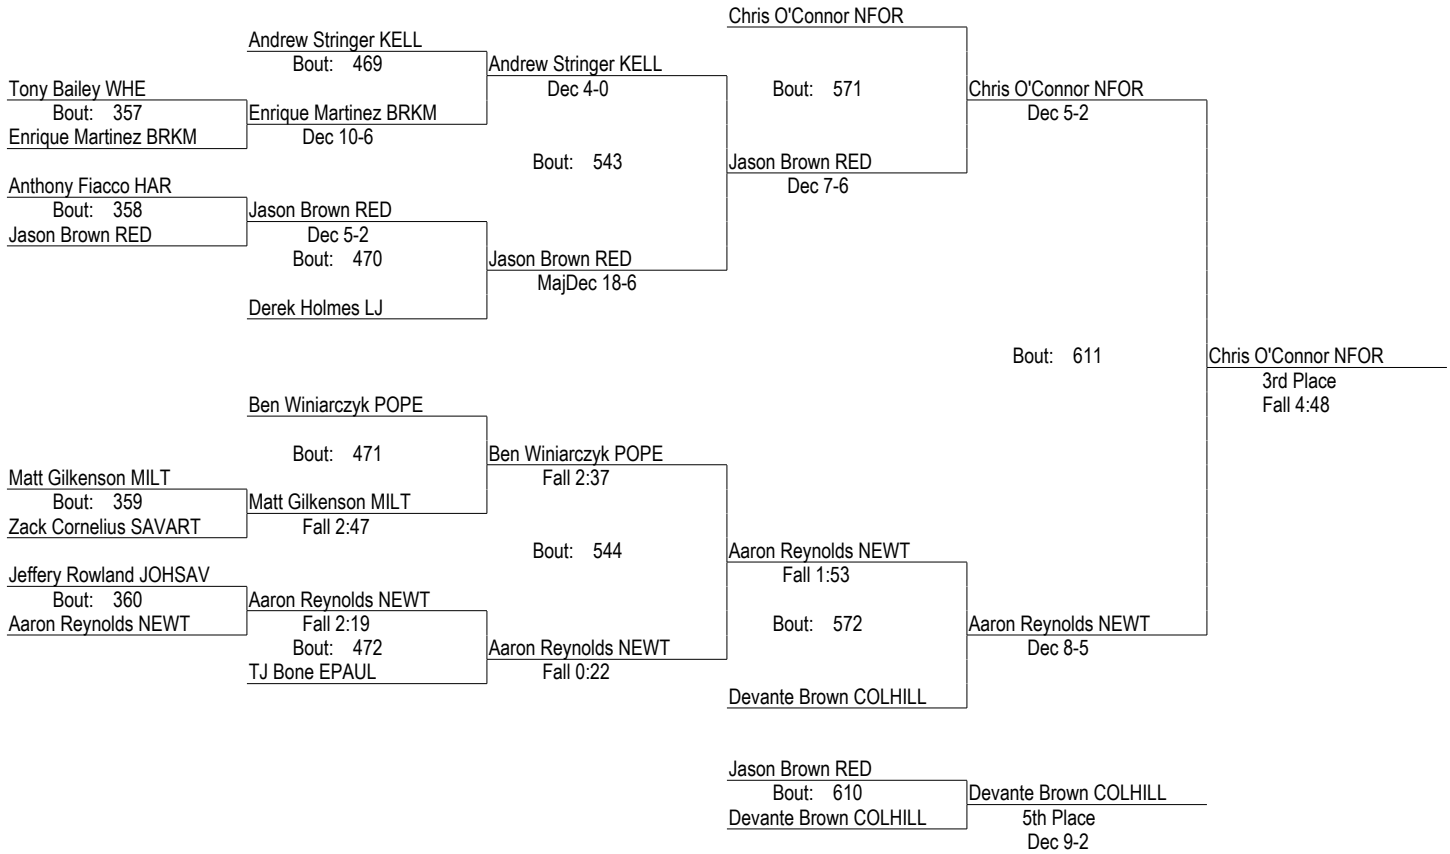 Chris O'Connor NFOR
Andrew Stringer KELL
Bout: 469
Andrew Stringer KELL
Dec 4-0
Bout: 571
Tony Bailey WHE
Chris O'Connor NFOR
Bout: 357
Enrique Martinez BRKM
Dec 5-2
Enrique Martinez BRKM
Dec 10-6
Bout: 543
Jason Brown RED
Dec 7-6
Anthony Fiacco HAR
Bout: 358
Jason Brown RED
Jason Brown RED
Dec 5-2
Bout: 470
Jason Brown RED
MajDec 18-6
Derek Holmes LJ
Bout: 611
Chris O'Connor NFOR
3rd Place
Fall 4:48
Ben Winiarczyk POPE
Bout: 471
Ben Winiarczyk POPE
Fall 2:37
Matt Gilkenson MILT
Bout: 359
Matt Gilkenson MILT
Zack Cornelius SAVART
Fall 2:47
Bout: 544
Aaron Reynolds NEWT
Fall 1:53
Jeffery Rowland JOHSAV
Bout: 360
Aaron Reynolds NEWT
Aaron Reynolds NEWT
Fall 2:19
Bout: 572
Aaron Reynolds NEWT
Dec 8-5
Bout: 472
Aaron Reynolds NEWT
TJ Bone EPAUL
Fall 0:22
Devante Brown COLHILL
Jason Brown RED
Bout: 610
Devante Brown COLHILL
Devante Brown COLHILL
5th Place
Dec 9-2